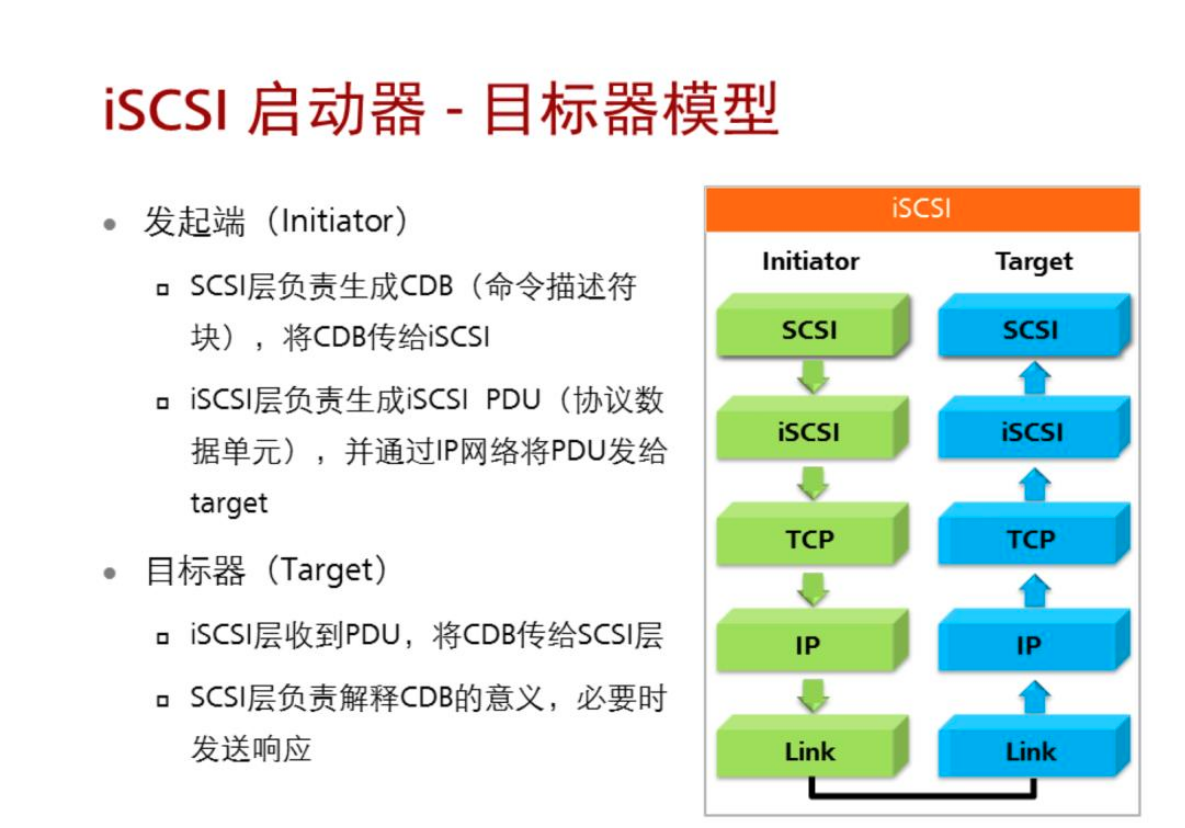 iSCSI 启动器 - 目标器模型
发起端（Initiator）
SCSI层负责生成CDB（命令描述符
块），将CDB传给iSCSI
iSCSI层负责生成iSCSI PDU（协议数
据单元），并通过IP网络将PDU发给
target
目标器（Target）
iSCSI层收到PDU，将CDB传给SCSI层
SCSI层负责解释CDB的意义，必要时
发送响应
iSCSI
Initiator Target
SCSI SCSI
iSCSI iSCSI
TCP TCP
IP IP
Link Link